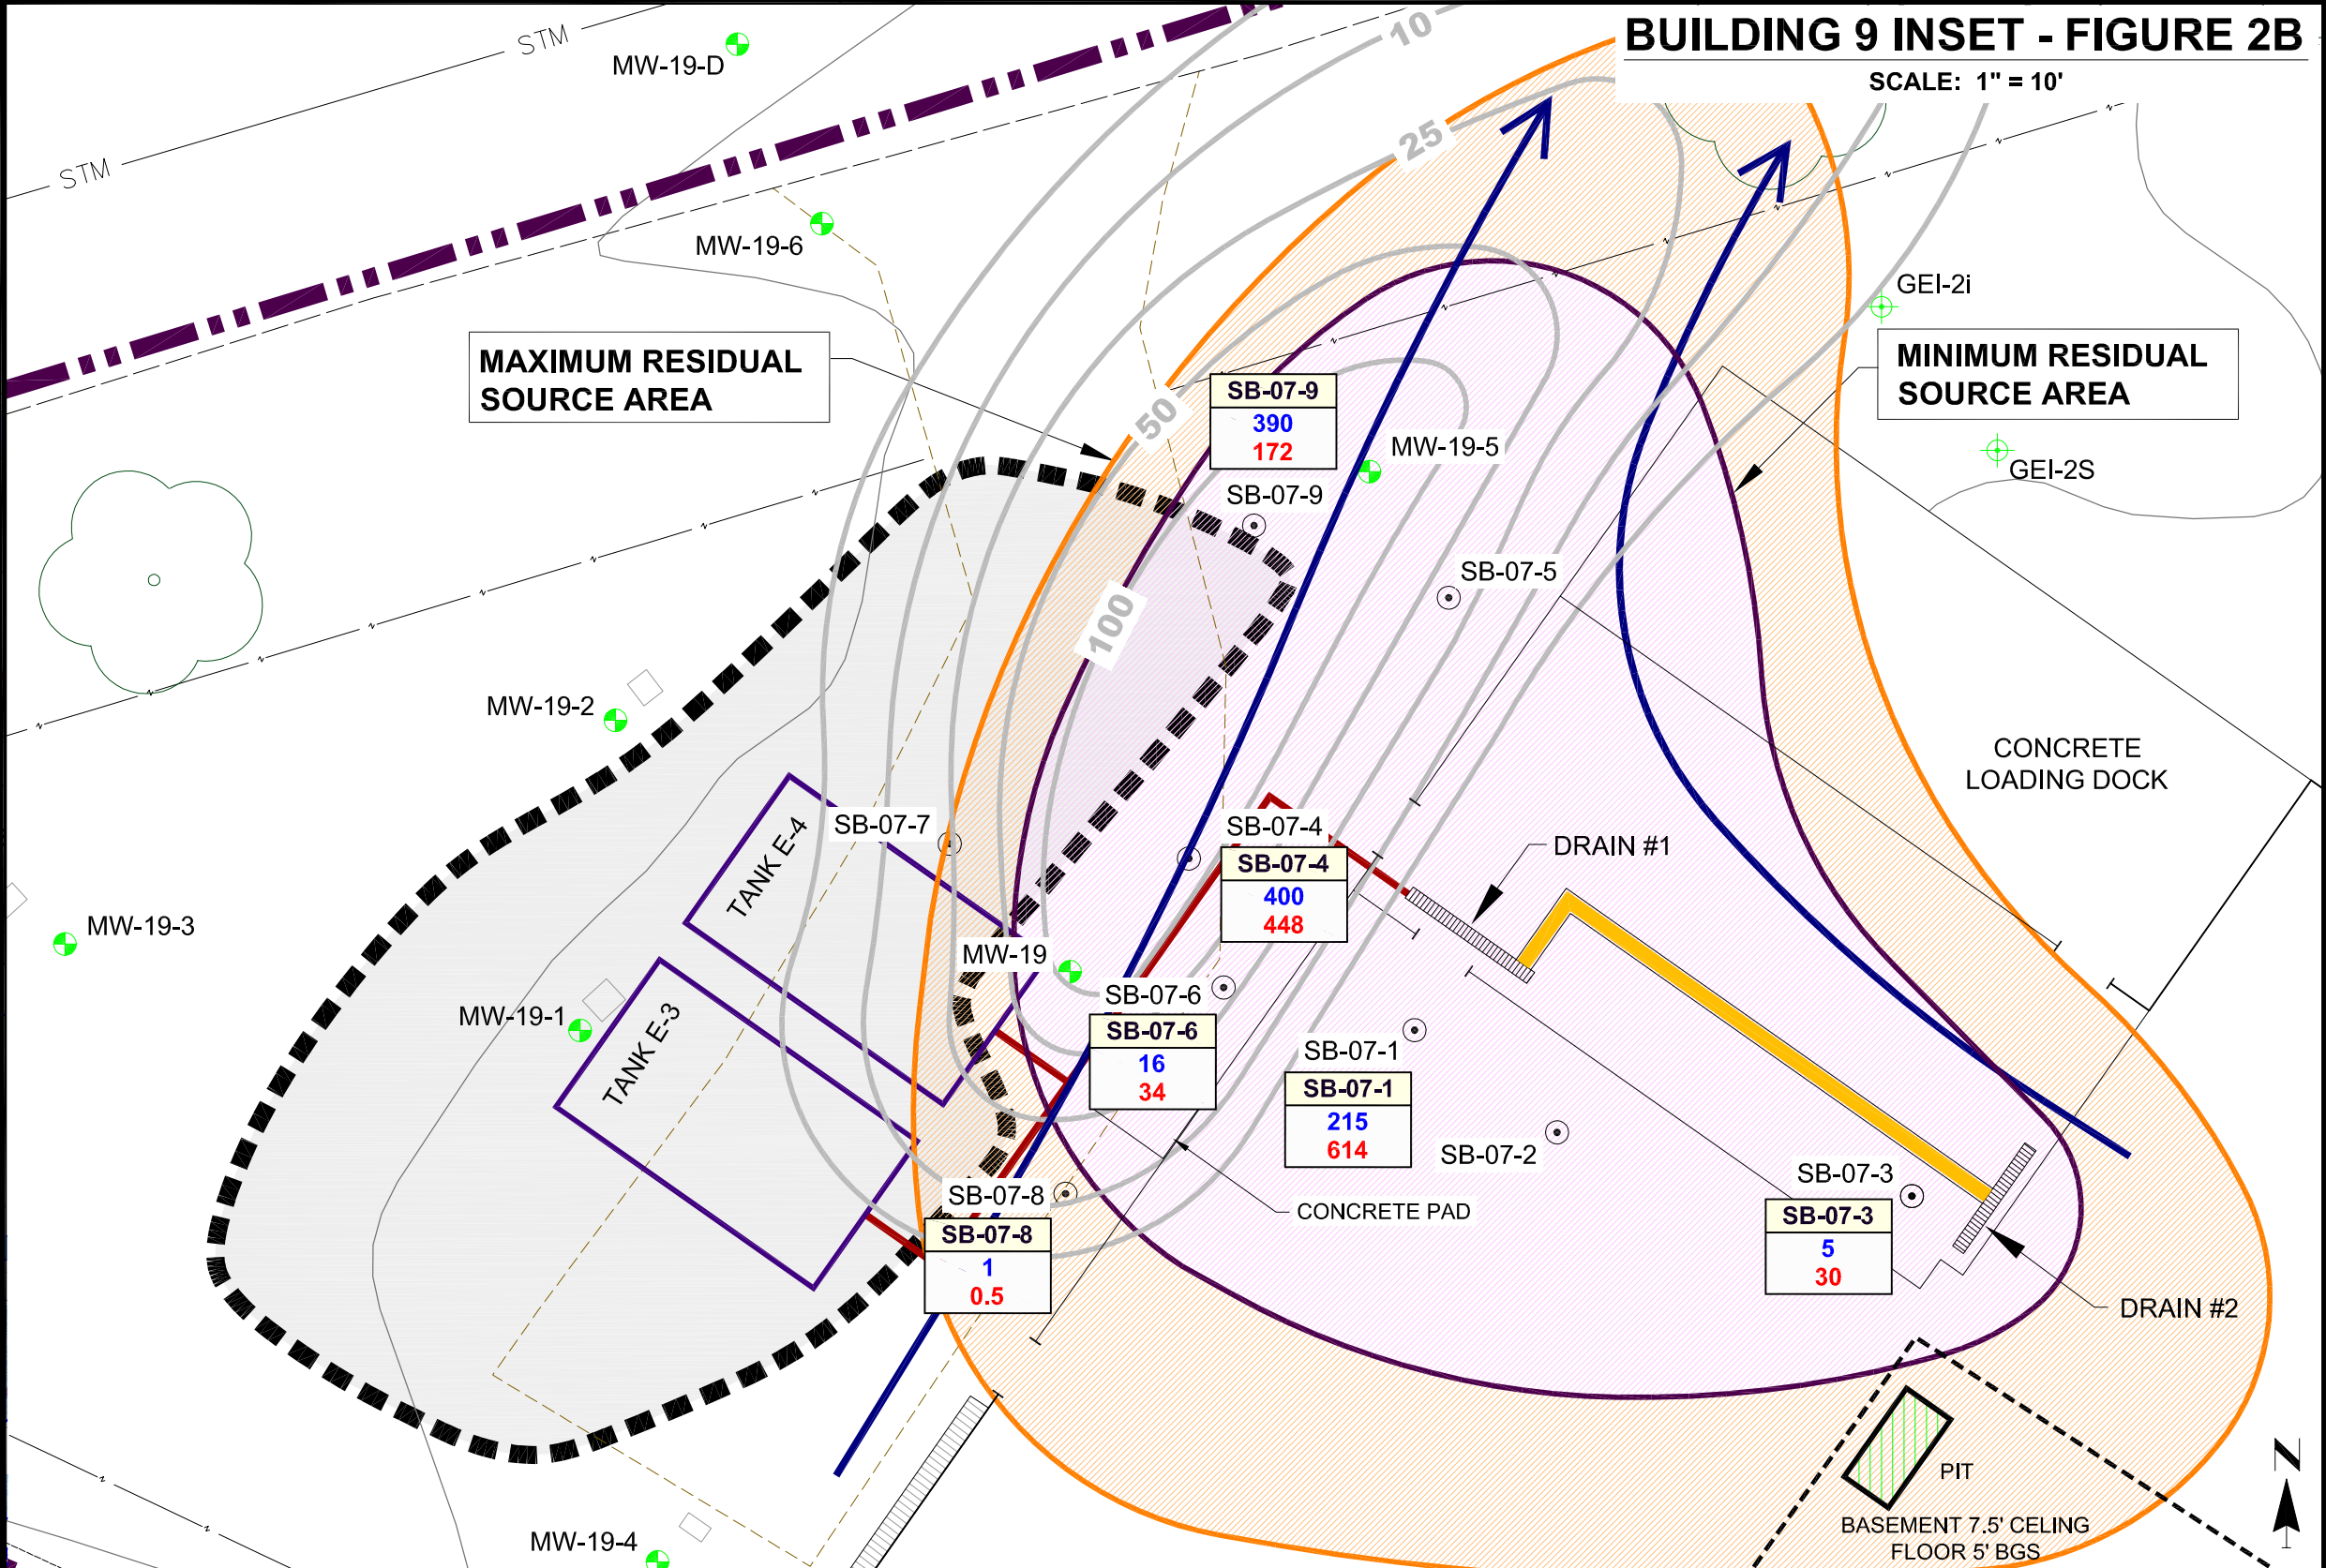 BUILDING 9 INSET - FIGURE 2B
SCALE: 1" = 10'
STM
MW-19-D
10
STM
25
MW-19-6
GEI-2i
MAXIMUM RESIDUAL
SOURCE AREA
MINIMUM RESIDUAL
SOURCE AREA
50
SB-07-9
390
172
MW-19-5
GEI-2S
SB-07-9
SB-07-5
100
MW-19-2
CONCRETE
LOADING DOCK
TANK E-4
SB-07-7
SB-07-4
SB-07-4
400
448
DRAIN #1
MW-19-3
MW-19
SB-07-6
SB-07-6
16
34
MW-19-1
TANK E-3
SB-07-1
SB-07-1
215
614
SB-07-2
SB-07-3
SB-07-3
5
30
SB-07-8
SB-07-8
1
0.5
CONCRETE PAD
DRAIN #2
N
PIT
BASEMENT 7.5' CELING
FLOOR 5' BGS
MW-19-4